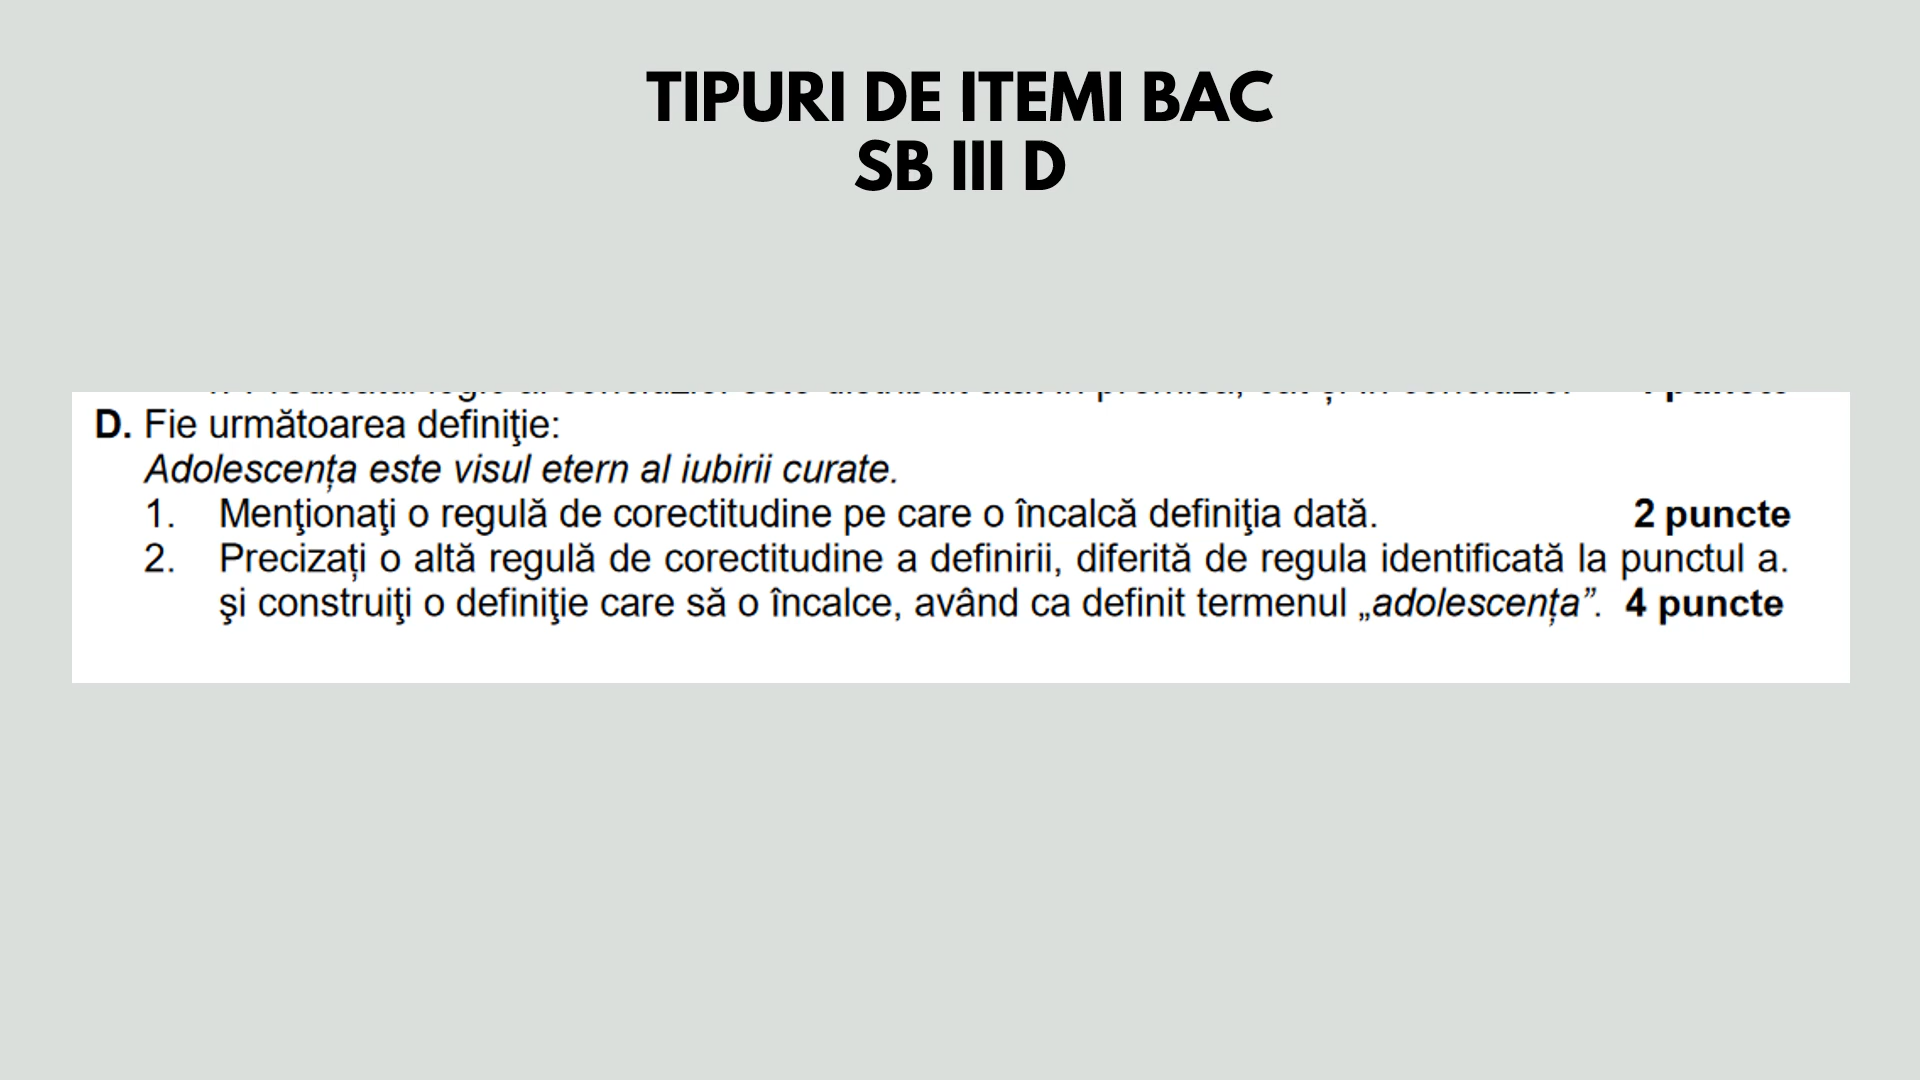 TIPURI DE ITEMI BAC
SB III D
D. Fie următoarea definiţie:
Adolescența este visul etern al iubirii curate.
1. Menţionaţi o regulă de corectitudine pe care o încalcă definiţia dată. 2 puncte
2. Precizați o altă regulă de corectitudine a definirii, diferită de regula identificată la punctul a.
şi construiţi o definiţie care să o încalce, având ca definit termenul „adolescența”. 4 puncte